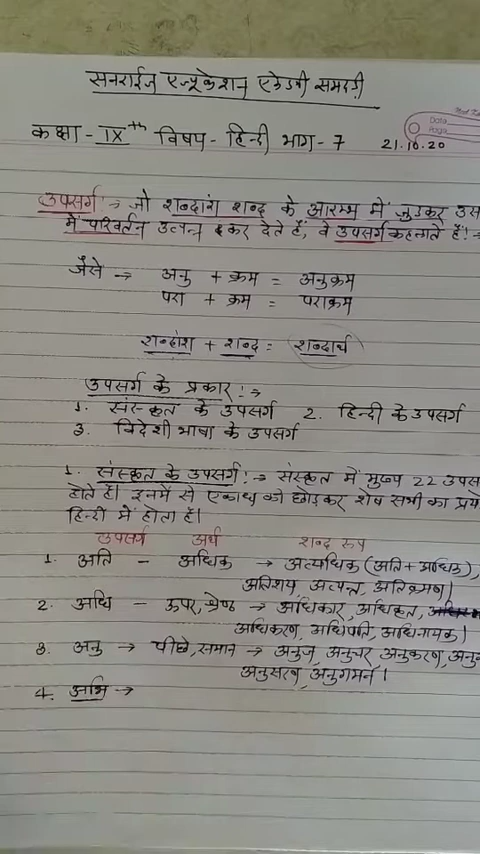 सनराईज एज्यूकेशन एकेडमी समदड़ी
कक्षा - IXth विषय - हिन्दी भाग - 7
Date
Page
21.10.20
उपसर्ग → जो शब्दांश शब्द के आरम्भ में जुड़कर उस
में परिवर्तन उत्पन्न कर देते हैं, वे उपसर्ग कहलाते हैं! →
जैसे → अनु + क्रम = अनुक्रम
परा + क्रम = पराक्रम
शब्दांश + शब्द = शब्दार्थ
उपसर्ग के प्रकार! →
1. संस्कृत के उपसर्ग 2. हिन्दी के उपसर्ग
3. विदेशी भाषा के उपसर्ग
1. संस्कृत के उपसर्ग! → संस्कृत में मुख्य 22 उपस
होते हैं। इनमें से एकाध को छोड़कर शेष सभी का प्रयो
हिन्दी में होता है।
उपसर्ग अर्थ शब्द रूप
1. अति - अधिक → अत्यधिक (अति + अधिक),
अतिशय अत्यन्त, अतिक्रमण।
2. अधि - ऊपर, श्रेष्ठ → अधिकार, अधिकृत,
अधिकरण, अधिपति, अधिनायक।
3. अनु → पीछे, समान → अनुज, अनुचर, अनुकरण, अनु
अनुसरण, अनुगमन।
4. अभि →